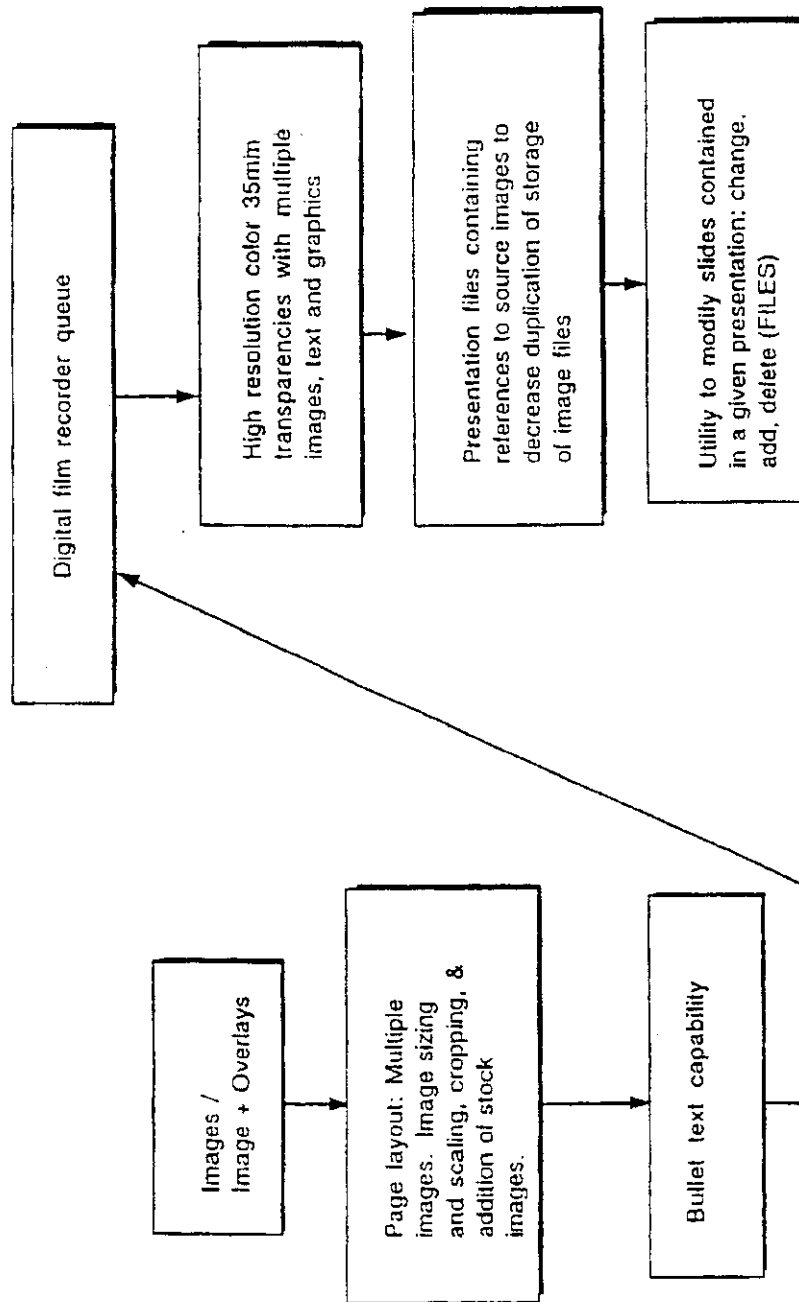 Images /
Image + Overlays
Page layout: Multiple
images. Image sizing
and scaling, cropping, &
addition of stock
images.
Bullet text capability
Digital film recorder queue
High resolution color 35mm
transparencies with multiple
images, text and graphics
Presentation files containing
references to source images to
decrease duplication of storage
of image files
Utility to modify slides contained
in a given presentation: change,
add, delete (FILES)